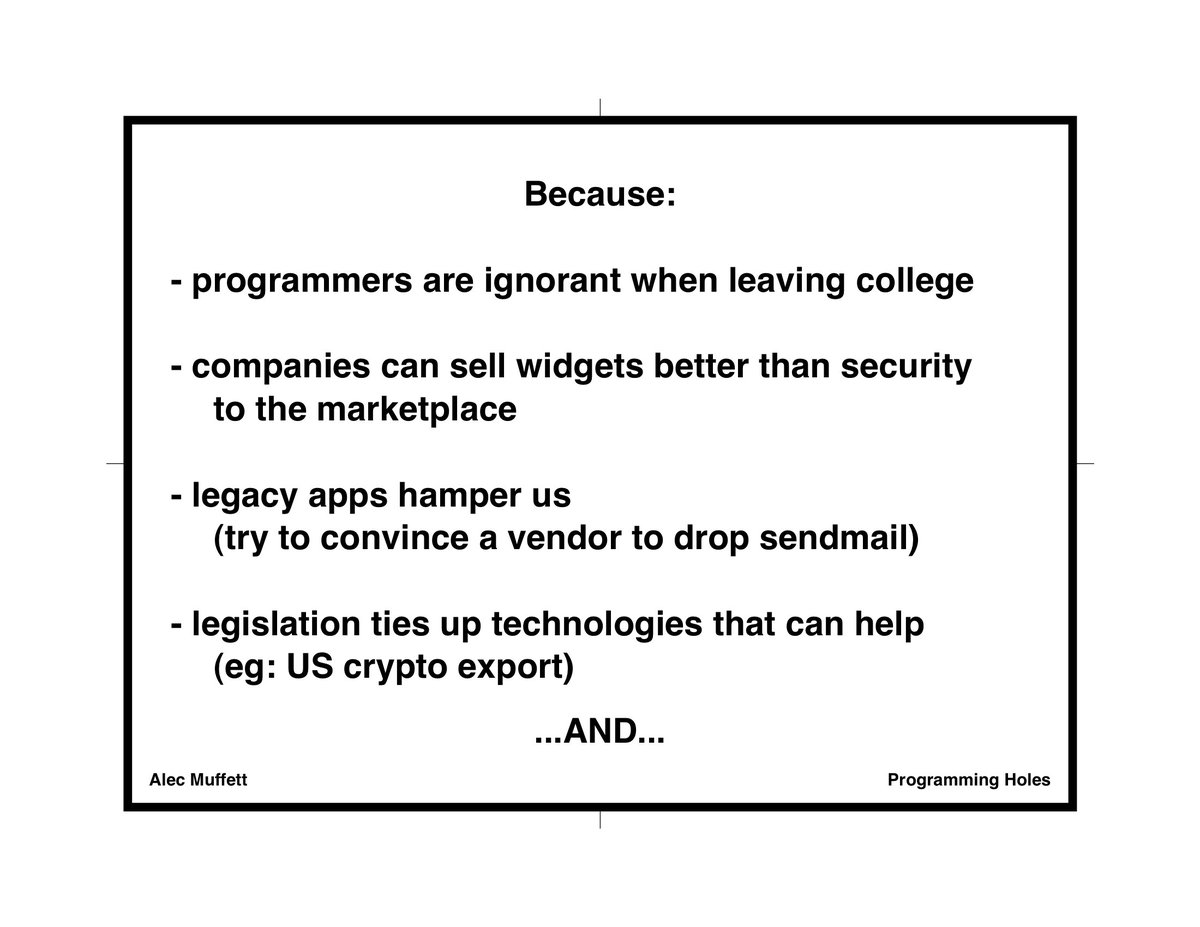 Because:
- programmers are ignorant when leaving college
- companies can sell widgets better than security
to the marketplace
- legacy apps hamper us
(try to convince a vendor to drop sendmail)
- legislation ties up technologies that can help
(eg: US crypto export)
...AND...
Alec Muffett
Programming Holes